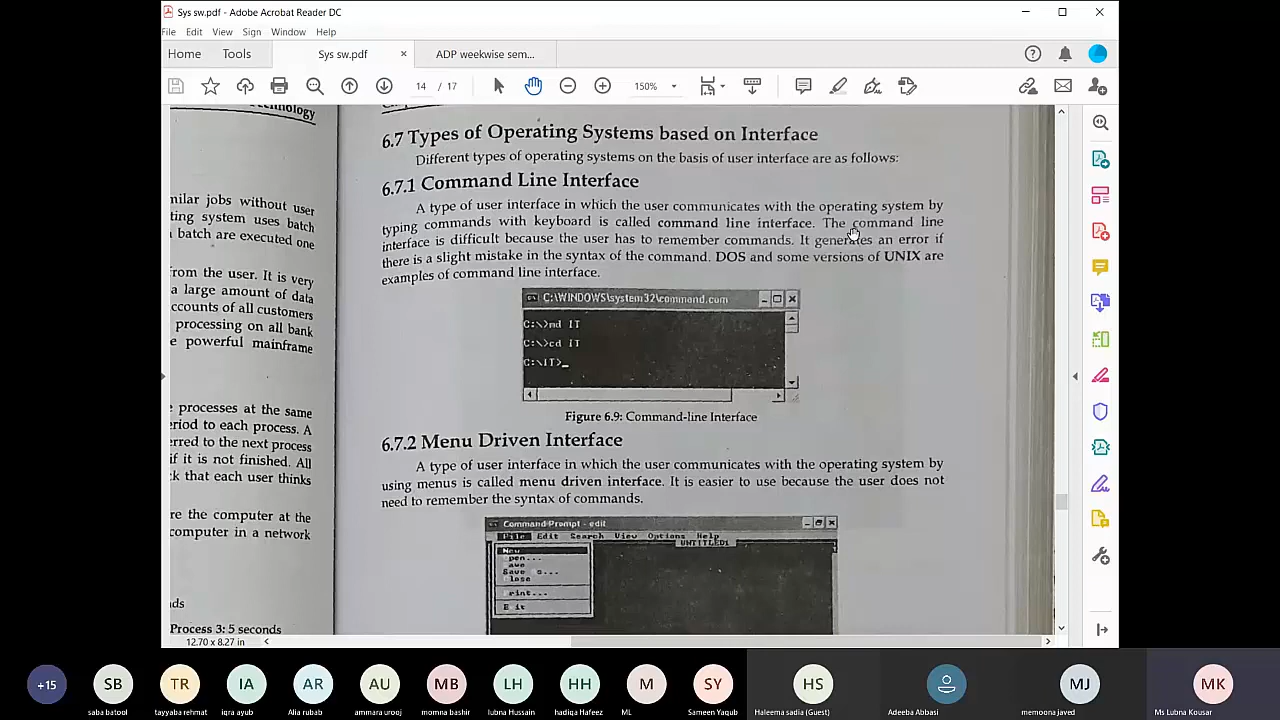 Sys sw.pdf - Adobe Acrobat Reader DC
File Edit View Sign Window Help
Home Tools Sys sw.pdf × ADP weekwise sem...
14 / 17 150%
technology
milar jobs without user
ting system uses batch
batch are executed one
from the user. It is very
a large amount of data
ccounts of all customers
processing on all bank
e powerful mainframe
processes at the same
eriod to each process. A
erred to the next process
if it is not finished. All
k that each user thinks
re the computer at the
computer in a network
nds
Process 3: 5 seconds
6.7 Types of Operating Systems based on Interface
Different types of operating systems on the basis of user interface are as follows:
6.7.1 Command Line Interface
A type of user interface in which the user communicates with the operating system by
typing commands with keyboard is called command line interface. The command line
interface is difficult because the user has to remember commands. It generates an error if
there is a slight mistake in the syntax of the command. DOS and some versions of UNIX are
examples of command line interface.
C:\WINDOWS\system32\command.com
C:\>md IT
C:\>cd IT
C:\IT>_
Figure 6.9: Command-line Interface
6.7.2 Menu Driven Interface
A type of user interface in which the user communicates with the operating system by
using menus is called menu driven interface. It is easier to use because the user does not
need to remember the syntax of commands.
Command Prompt - edit
File Edit Search View Options Help
UNTITLED1
New
pen...
ave
Save s...
lose
rint...
E it
12.70 x 8.27 in
+15 SB TR IA AR AU MB LH HH M SY HS MJ MK
saba batool tayyaba rehmat iqra ayub Alia rubab ammara urooj momna bashir lubna Hussain hadiqa Hafeez ML Sameen Yaqub Haleema sadia (Guest) Adeeba Abbasi memoona javed Ms Lubna Kousar